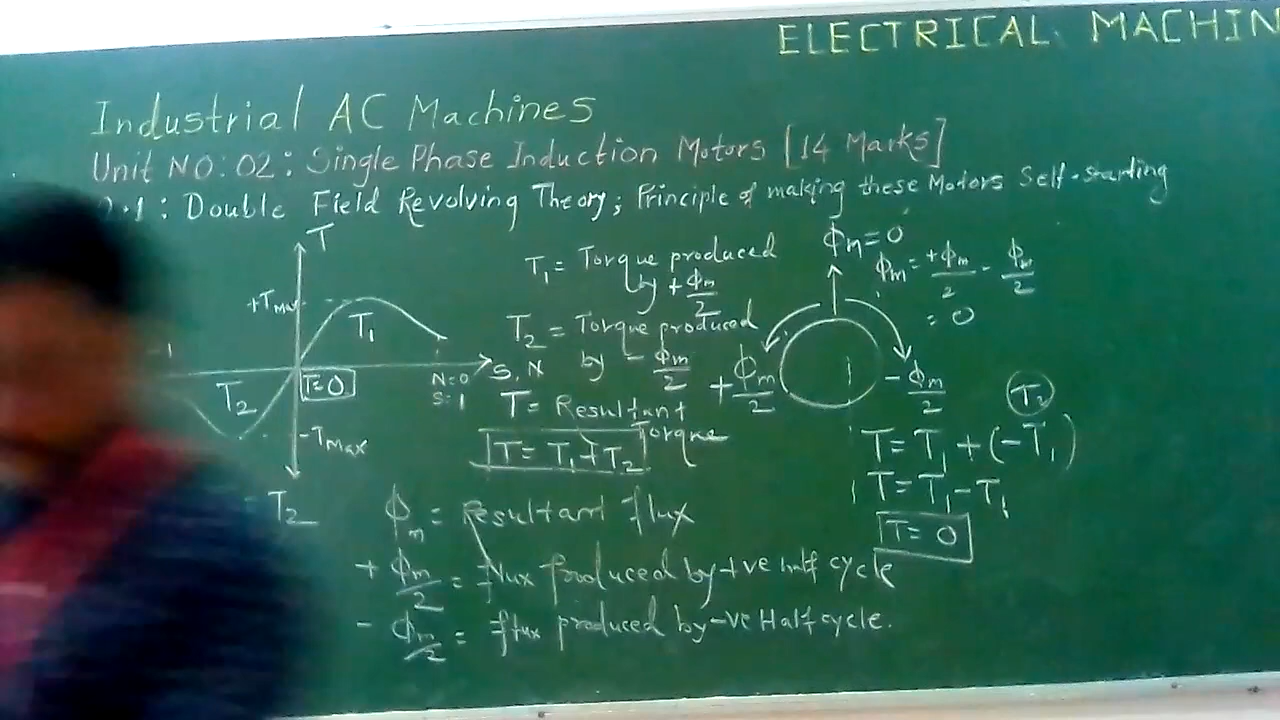 ELECTRICAL MACHIN
Industrial AC Machines
Unit NO: 02: Single Phase Induction Motors [14 Marks]
.1: Double Field Revolving Theory; Principle of making these Motors Self-starting
T
+TMax
T1
T2
T=0
N=0
S=1
S, N
-TMax
-1
- T2
T1 = Torque produced
by +ϕm/2
T2 = Torque produced
by - ϕm/2
T = Resultant
Torque
T = T1 + T2
ϕm = 0
ϕm = +ϕm/2 - ϕm/2
= 0
+ϕm/2
-ϕm/2
T = T1 + (-T1)
T = T1 - T1
T = 0
ϕm = Resultant flux
+ ϕm/2 = flux produced by +ve half cycle
- ϕm/2 = flux produced by -ve Half cycle.